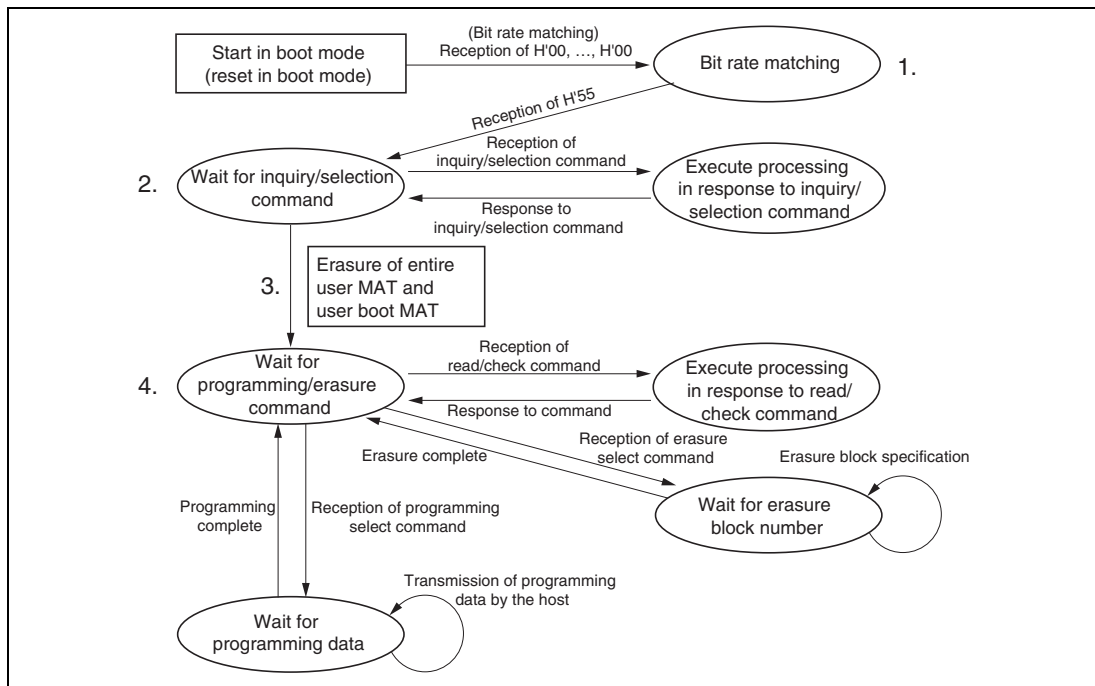 Start in boot mode
(reset in boot mode)
(Bit rate matching)
Reception of H'00, ..., H'00
Bit rate matching
1.
Reception of H'55
2.
Wait for inquiry/selection
command
Reception of
inquiry/selection command
Response to
inquiry/selection command
Execute processing
in response to inquiry/
selection command
3.
Erasure of entire
user MAT and
user boot MAT
4.
Wait for
programming/erasure
command
Reception of
read/check command
Response to command
Execute processing
in response to read/
check command
Reception of erasure
select command
Erasure complete
Erasure block specification
Wait for erasure
block number
Programming
complete
Reception of programming
select command
Transmission of programming
data by the host
Wait for
programming data